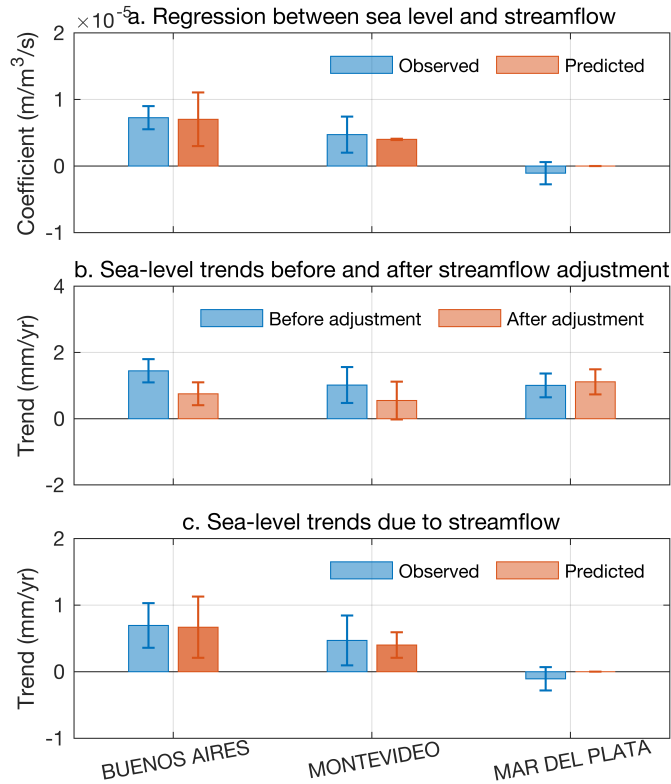 ×10⁻⁵
a. Regression between sea level and streamflow
2
Observed
Predicted
1
0
-1
Coefficient (m/m³/s)
b. Sea-level trends before and after streamflow adjustment
4
Before adjustment
After adjustment
2
0
-2
Trend (mm/yr)
c. Sea-level trends due to streamflow
2
Observed
Predicted
1
0
-1
Trend (mm/yr)
BUENOS AIRES
MONTEVIDEO
MAR DEL PLATA